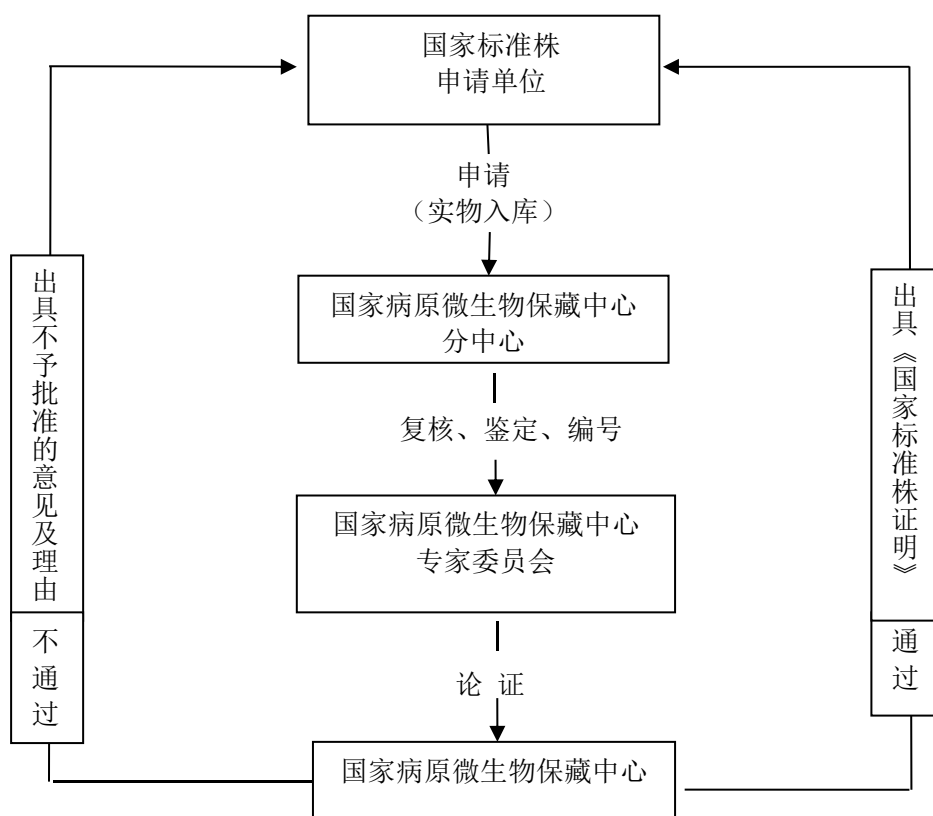 国家标准株
申请单位
申请
（实物入库）
国家病原微生物保藏中心
分中心
复核、鉴定、编号
国家病原微生物保藏中心
专家委员会
论 证
国家病原微生物保藏中心
出具不予批准的意见及理由
不通过
出具《国家标准株证明》
通过